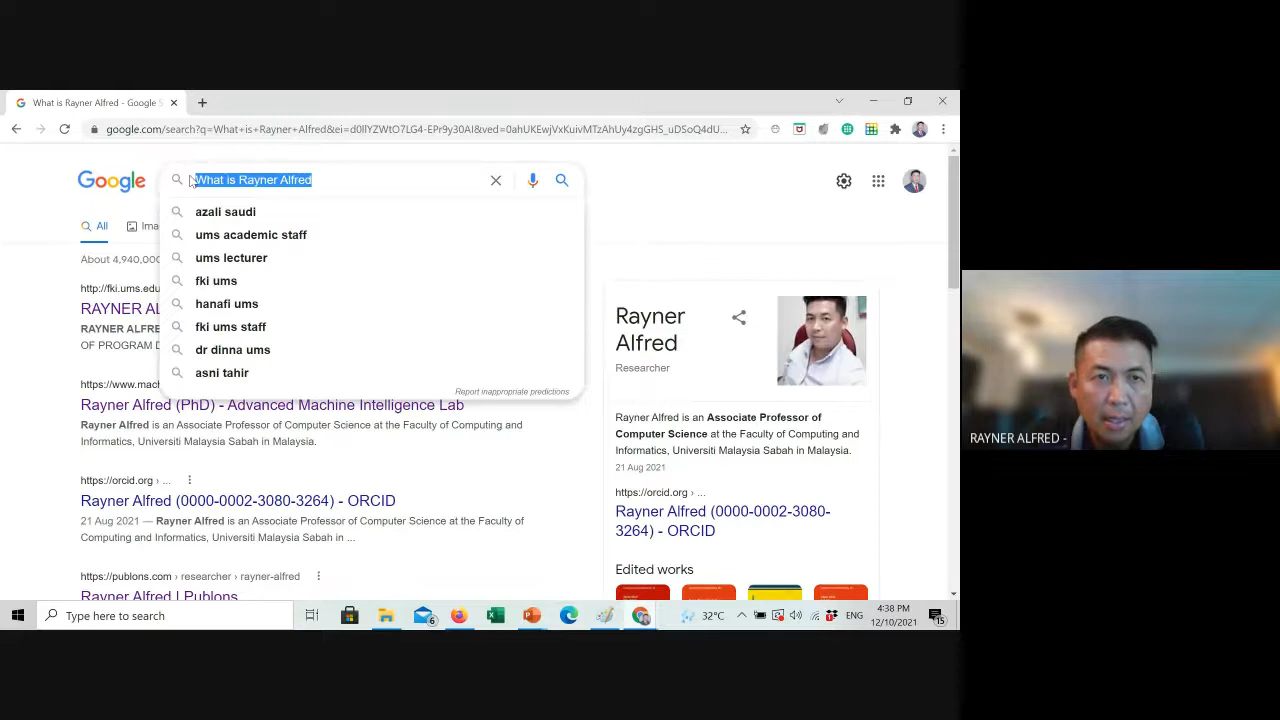 What is Rayner Alfred - Google S
google.com/search?q=What+is+Rayner+Alfred&ei=d0llYZWtO7LG4-EPr9y30AI&ved=0ahUKEwjVxKuivMTzAhUy4zgGHS_uDSoQ4dU...
Google
What is Rayner Alfred
azali saudi
ums academic staff
ums lecturer
fki ums
hanafi ums
fki ums staff
dr dinna ums
asni tahir
Report inappropriate predictions
All
Ima
About 4,940,000
http://fki.ums.edu
RAYNER AL
RAYNER ALFRE
OF PROGRAM D
https://www.mach
Rayner Alfred (PhD) - Advanced Machine Intelligence Lab
Rayner Alfred is an Associate Professor of Computer Science at the Faculty of Computing and
Informatics, Universiti Malaysia Sabah in Malaysia.
https://orcid.org › ...
Rayner Alfred (0000-0002-3080-3264) - ORCID
21 Aug 2021 — Rayner Alfred is an Associate Professor of Computer Science at the Faculty of
Computing and Informatics, Universiti Malaysia Sabah in ...
https://publons.com › researcher › rayner-alfred
Rayner Alfred | Publons
Rayner
Alfred
Researcher
Rayner Alfred is an Associate Professor of
Computer Science at the Faculty of Computing and
Informatics, Universiti Malaysia Sabah in Malaysia.
21 Aug 2021
https://orcid.org › ...
Rayner Alfred (0000-0002-3080-
3264) - ORCID
Edited works
RAYNER ALFRED -
Type here to search
6
32°C
ENG
4:38 PM
12/10/2021
15